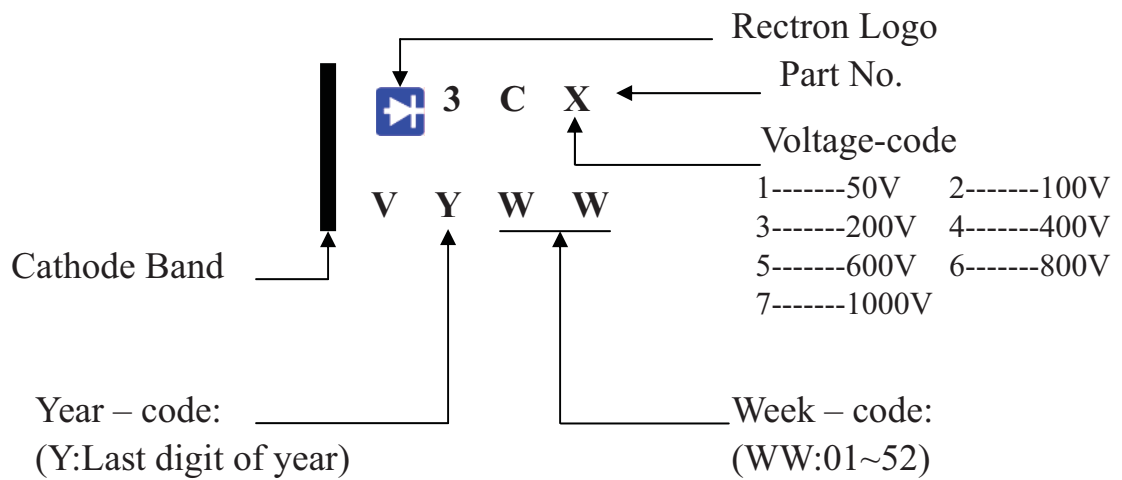 Rectron Logo
3 C X
Part No.
Voltage-code
1-------50V 2-------100V
3-------200V 4-------400V
5-------600V 6-------800V
7-------1000V
V Y W W
Cathode Band
Year – code:
(Y:Last digit of year)
Week – code:
(WW:01~52)